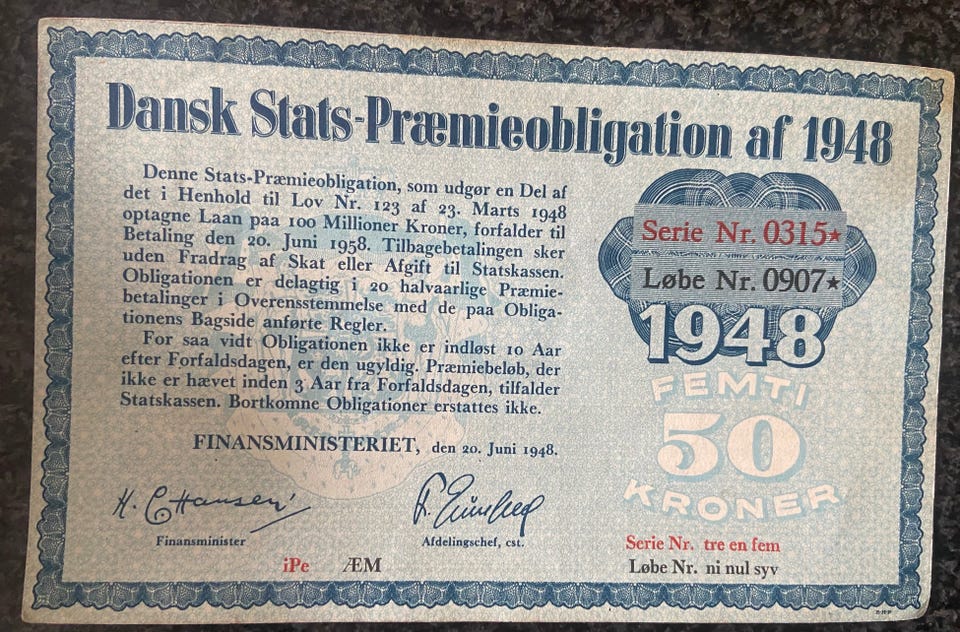 Dansk Stats-Præmieobligation af 1948
Denne Stats-Præmieobligation, som udgør en Del af
det i Henhold til Lov Nr. 123 af 23. Marts 1948
optagne Laan paa 100 Millioner Kroner, forfalder til
Betaling den 20. Juni 1958. Tilbagebetalingen sker
uden Fradrag af Skat eller Afgift til Statskassen.
Obligationen er delagtig i 20 halvaarlige Præmie-
betalinger i Overensstemmelse med de paa Obliga-
tionens Bagside anførte Regler.
For saa vidt Obligationen ikke er indløst 10 Aar
efter Forfaldsdagen, er den ugyldig. Præmiebeløb, der
ikke er hævet inden 3 Aar fra Forfaldsdagen, tilfalder
Statskassen. Bortkomne Obligationer erstattes ikke.
FINANSMINISTERIET, den 20. Juni 1948.
H. C Hansen
Finansminister
Afdelingschef, cst.
iPe ÆM
Serie Nr. 0315★
Løbe Nr. 0907★
1948
FEMTI
50
KRONER
Serie Nr. tre en fem
Løbe Nr. ni nul syv